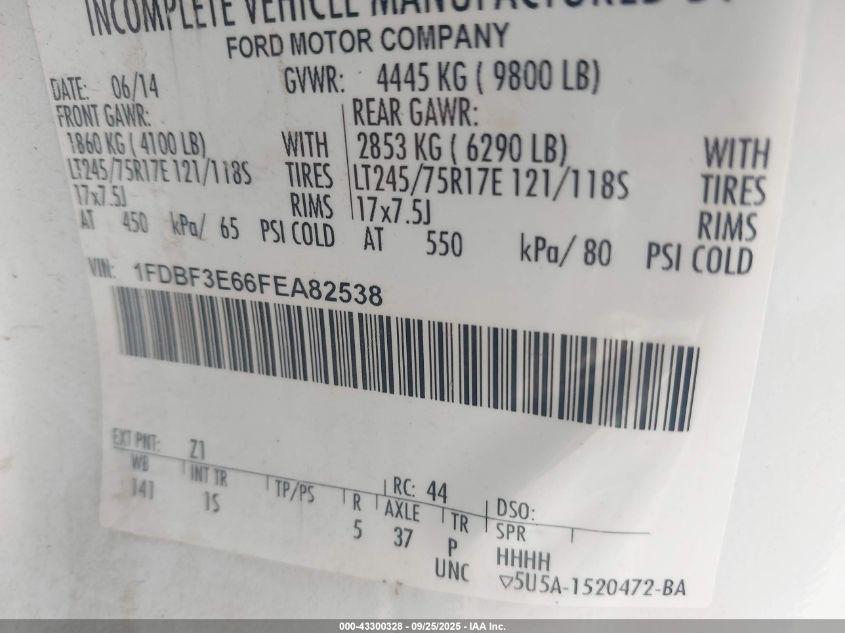 INCOMPLETE VEHICLE MANUFACTURED BY
FORD MOTOR COMPANY
DATE: 06/14 GVWR: 4445 KG ( 9800 LB)
FRONT GAWR: REAR GAWR:
1860 KG ( 4100 LB) WITH 2853 KG ( 6290 LB) WITH
LT245/75R17E 121/118S TIRES LT245/75R17E 121/118S TIRES
17x7.5J RIMS 17x7.5J RIMS
AT 450 kPa/ 65 PSI COLD AT 550 kPa/ 80 PSI COLD
VIN: 1FDBF3E66FEA82538
EXT PNT: Z1 RC: 44 DSO:
WB INT TR TP/PS R AXLE TR SPR
141 1S 5 37 P HHHH
UNC ▽5U5A-1520472-BA
000-43300328 - 09/25/2025 - IAA Inc.